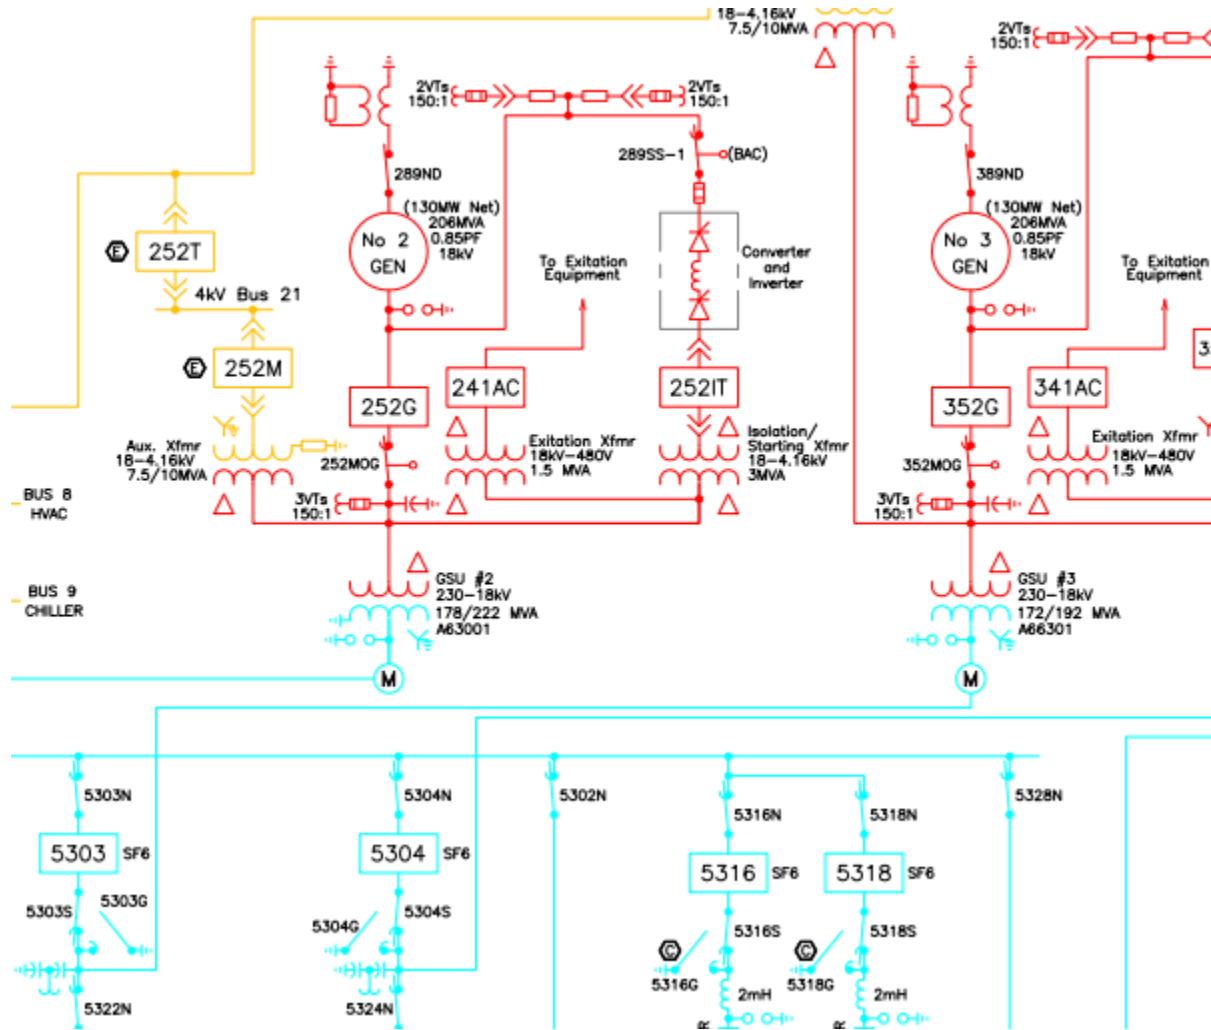 18-4.16kV
7.5/10MVA
2VTs
150:1
2VTs
150:1
2VTs
150:1
289SS-1
(BAC)
289ND
389ND
(130MW Net)
206MVA
0.85PF
18kV
(130MW Net)
206MVA
0.85PF
18kV
E
252T
No 2
GEN
No 3
GEN
To Exitation
Equipment
Converter
and
Inverter
To Exitation
Equipment
4kV Bus 21
E
252M
252G
241AC
252IT
352G
341AC
Aux. Xfmr
18-4.16kV
7.5/10MVA
252MOG
Exitation Xfmr
18kV-480V
1.5 MVA
Isolation/
Starting Xfmr
18-4.16kV
3MVA
352MOG
Exitation Xfmr
18kV-480V
1.5 MVA
BUS 8
HVAC
3VTs
150:1
3VTs
150:1
BUS 9
CHILLER
GSU #2
230-18kV
178/222 MVA
A63001
GSU #3
230-18kV
172/192 MVA
A66301
M
M
5303N
5304N
5302N
5316N
5318N
5328N
5303 SF6
5304 SF6
5316 SF6
5318 SF6
5303S
5303G
5304G
5304S
C
5316S
C
5318S
5316G
5318G
2mH
2mH
5322N
5324N
R
R